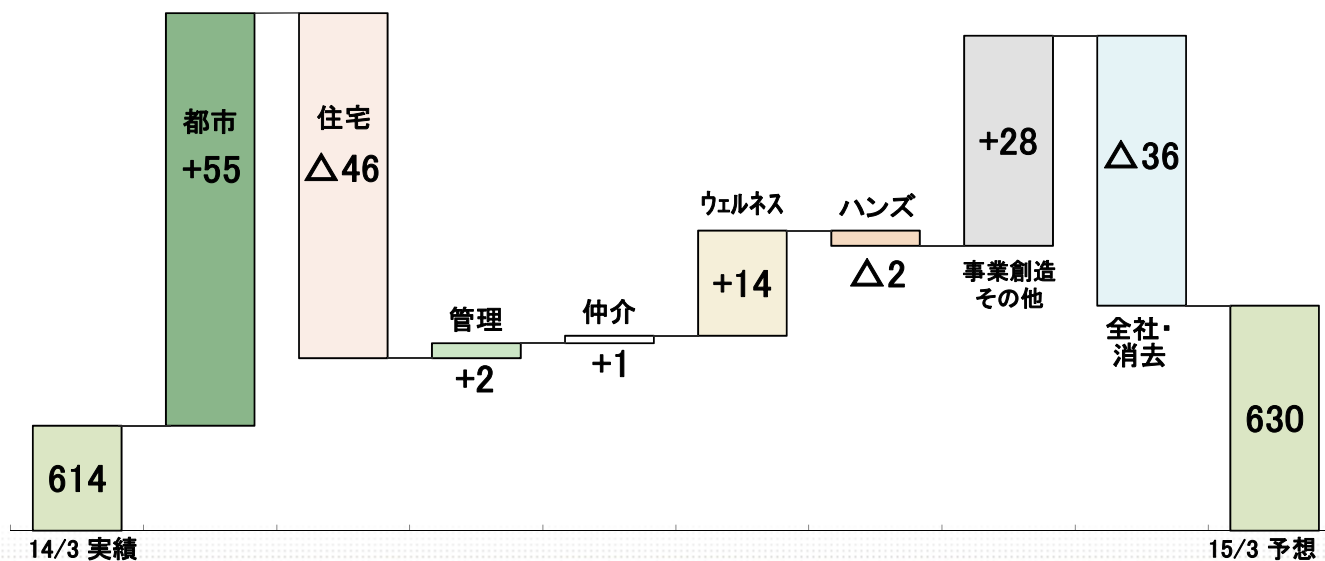 都市
+55
住宅
△46
+28
△36
ウェルネス
+14
ハンズ
△2
事業創造
その他
管理
+2
仲介
+1
全社・
消去
614
630
14/3 実績
15/3 予想